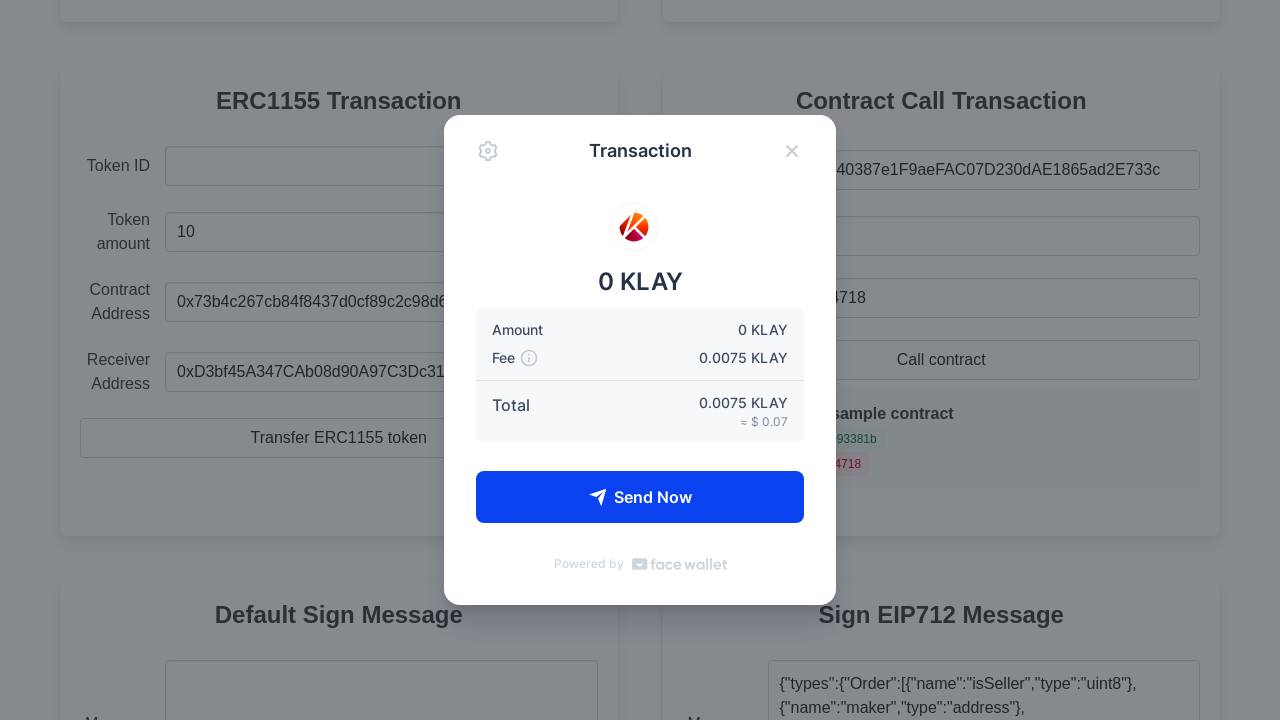 ERC1155 Transaction
Token ID
Token
amount
10
Contract
Address
0x73b4c267cb84f8437d0cf89c2c98d6
Receiver
Address
0xD3bf45A347CAb08d90A97C3Dc31
Transfer ERC1155 token
Contract Call Transaction
40387e1F9aeFAC07D230dAE1865ad2E733c
4718
Call contract
sample contract
93381b
4718
Transaction
0 KLAY
Amount
0 KLAY
Fee
0.0075 KLAY
Total
0.0075 KLAY
≈ $ 0.07
Send Now
Powered by face wallet
Default Sign Message
Sign EIP712 Message
{"types":{"Order":[{"name":"isSeller","type":"uint8"},
{"name":"maker","type":"address"},